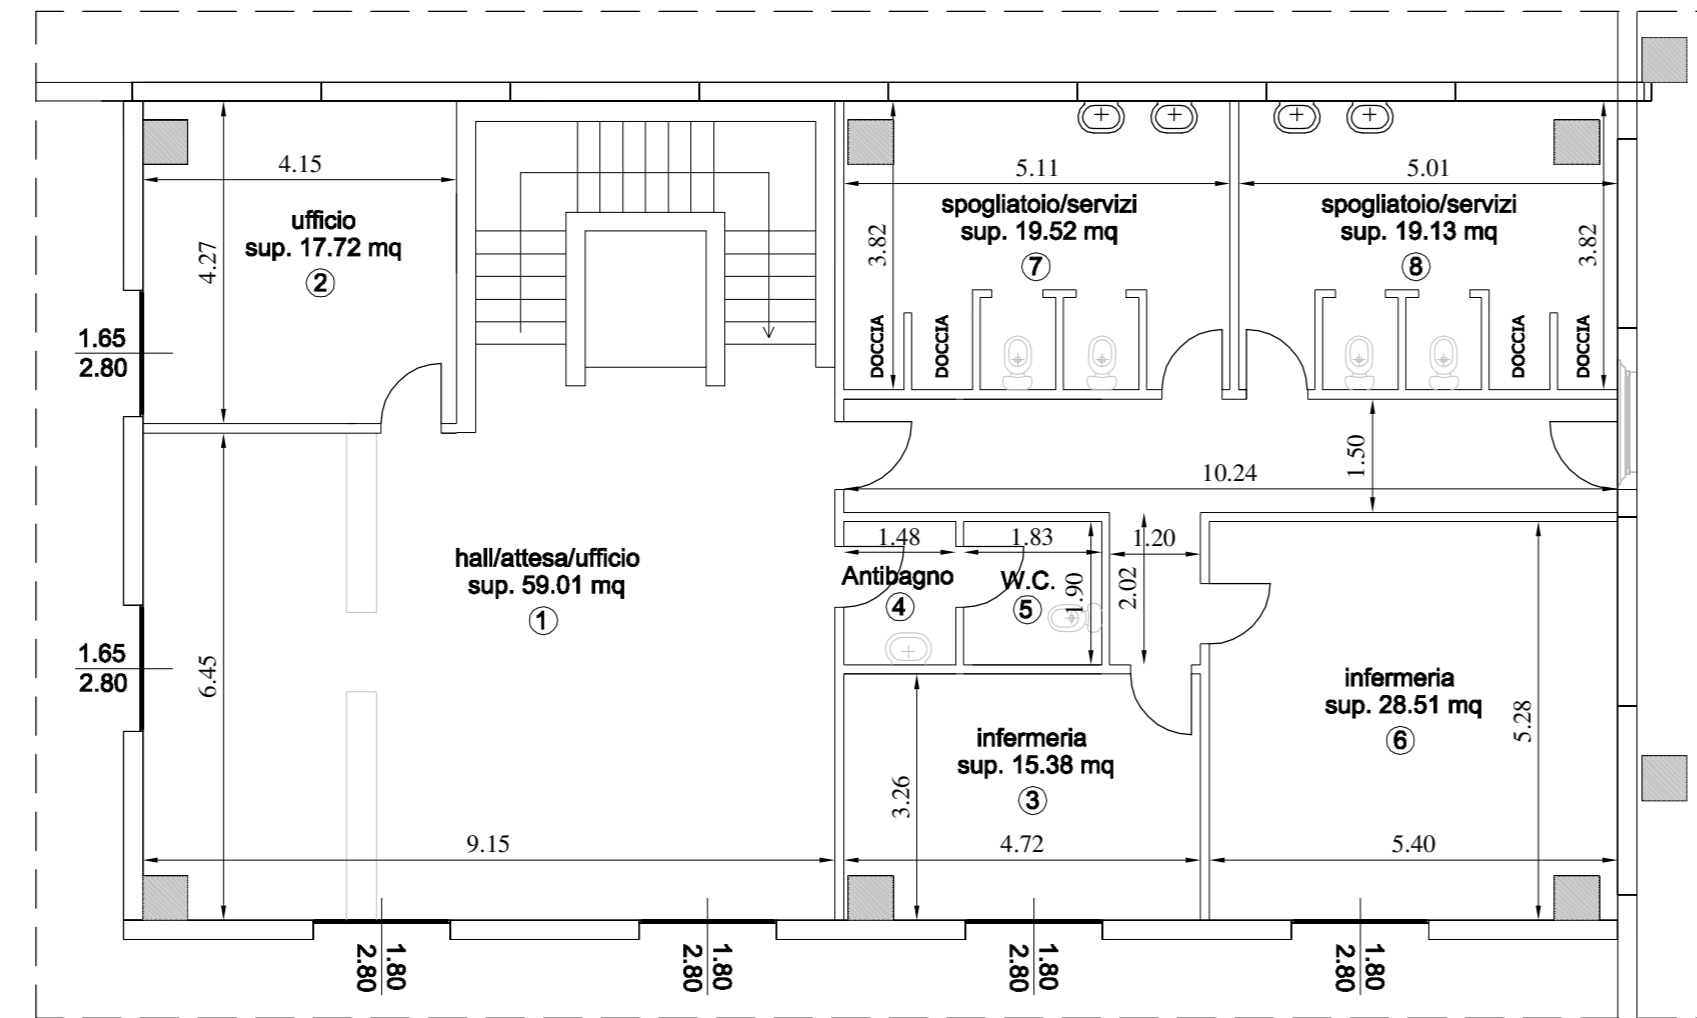 4.15
5.11
5.01
ufficio
sup. 17.72 mq
2
4.27
spogliatoio/servizi
sup. 19.52 mq
7
3.82
spogliatoio/servizi
sup. 19.13 mq
8
3.82
1.65
2.80
DOCCIA
DOCCIA
DOCCIA
DOCCIA
1.50
10.24
hall/attesa/ufficio
sup. 59.01 mq
1
1.48
1.83
1.20
Antibagno
4
W.C.
5
1.90
2.02
1.65
2.80
6.45
infermeria
sup. 28.51 mq
6
5.28
infermeria
sup. 15.38 mq
3
3.26
9.15
4.72
5.40
1.80
2.80
1.80
2.80
1.80
2.80
1.80
2.80